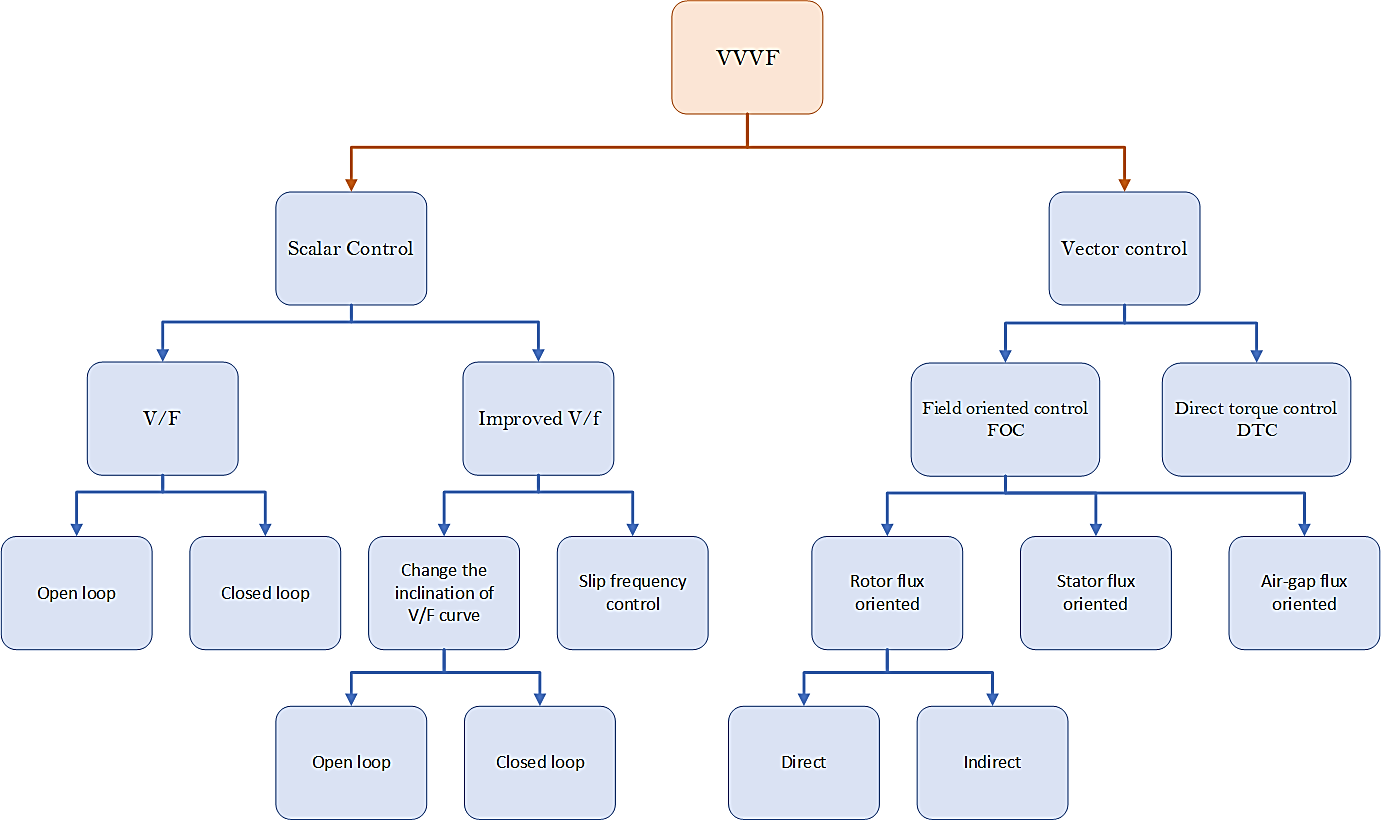 VVVF
Scalar Control
Vector control
V/F
Improved V/f
Field oriented control
FOC
Direct torque control
DTC
Open loop
Closed loop
Change the
inclination of
V/F curve
Slip frequency
control
Rotor flux
oriented
Stator flux
oriented
Air-gap flux
oriented
Open loop
Closed loop
Direct
Indirect